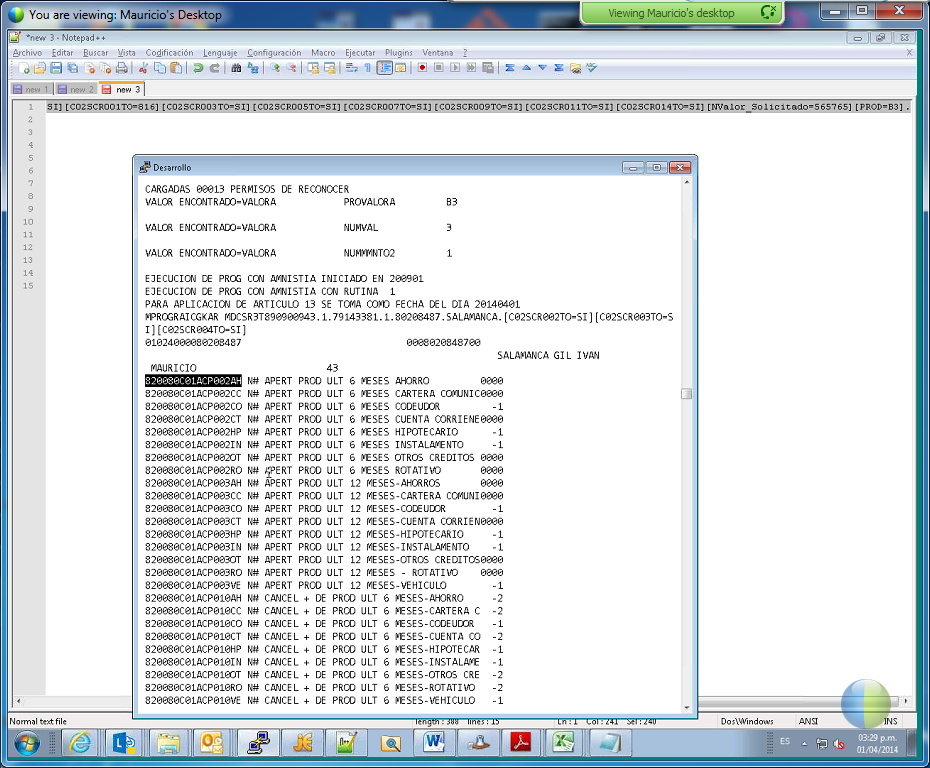 You are viewing: Mauricio's Desktop
Viewing Mauricio's desktop
*new 3 - Notepad++
Archivo Editar Buscar Vista Codificación Lenguaje Configuración Macro Ejecutar Plugins Ventana ?
X
new 1 new 2 new 3
1 SI][C02SCR001TO=816][C02SCR003TO=SI][C02SCR005TO=SI][C02SCR007TO=SI][C02SCR009TO=SI][C02SCR011TO=SI][C02SCR014TO=SI][NValor_Solicitado=565765][PROD=B3].
2
3
4
5
6
7
8
9
10
11
12
13
14
15
Desarrollo
CARGADAS 00013 PERMISOS DE RECONOCER
VALOR ENCONTRADO=VALORA PROVALORA B3
VALOR ENCONTRADO=VALORA NUMVAL 3
VALOR ENCONTRADO=VALORA NUMMMNTO2 1
EJECUCION DE PROG CON AMNISTIA INICIADO EN 200901
EJECUCION DE PROG CON AMNISTIA CON RUTINA 1
PARA APLICACION DE ARTICULO 13 SE TOMA COMO FECHA DEL DIA 20140401
MPROGRAICGKAR MDCSR3T890900943.1.79143381.1.80208487.SALAMANCA.[C02SCR002TO=SI][C02SCR003TO=S
I][C02SCR004TO=SI]
01024000080208487 0008020848700
SALAMANCA GIL IVAN
MAURICIO 43
820080C01ACP002AH N# APERT PROD ULT 6 MESES AHORRO 0000
820080C01ACP002CC N# APERT PROD ULT 6 MESES CARTERA COMUNIC0000
820080C01ACP002CO N# APERT PROD ULT 6 MESES CODEUDOR -1
820080C01ACP002CT N# APERT PROD ULT 6 MESES CUENTA CORRIENE0000
820080C01ACP002HP N# APERT PROD ULT 6 MESES HIPOTECARIO -1
820080C01ACP002IN N# APERT PROD ULT 6 MESES INSTALAMENTO -1
820080C01ACP002OT N# APERT PROD ULT 6 MESES OTROS CREDITOS 0000
820080C01ACP002RO N# APERT PROD ULT 6 MESES ROTATIVO 0000
820080C01ACP003AH N# APERT PROD ULT 12 MESES-AHORROS 0000
820080C01ACP003CC N# APERT PROD ULT 12 MESES-CARTERA COMUNI0000
820080C01ACP003CO N# APERT PROD ULT 12 MESES-CODEUDOR -1
820080C01ACP003CT N# APERT PROD ULT 12 MESES-CUENTA CORRIEN0000
820080C01ACP003HP N# APERT PROD ULT 12 MESES-HIPOTECARIO -1
820080C01ACP003IN N# APERT PROD ULT 12 MESES-INSTALAMENTO -1
820080C01ACP003OT N# APERT PROD ULT 12 MESES-OTROS CREDITOS0000
820080C01ACP003RO N# APERT PROD ULT 12 MESES - ROTATIVO 0000
820080C01ACP003VE N# APERT PROD ULT 12 MESES-VEHICULO -1
820080C01ACP010AH N# CANCEL + DE PROD ULT 6 MESES-AHORRO -2
820080C01ACP010CC N# CANCEL + DE PROD ULT 6 MESES-CARTERA C -2
820080C01ACP010CO N# CANCEL + DE PROD ULT 6 MESES-CODEUDOR -1
820080C01ACP010CT N# CANCEL + DE PROD ULT 6 MESES-CUENTA CO -2
820080C01ACP010HP N# CANCEL + DE PROD ULT 6 MESES-HIPOTECAR -1
820080C01ACP010IN N# CANCEL + DE PROD ULT 6 MESES-INSTALAME -1
820080C01ACP010OT N# CANCEL + DE PROD ULT 6 MESES-OTROS CRE -2
820080C01ACP010RO N# CANCEL + DE PROD ULT 6 MESES-ROTATIVO -2
820080C01ACP010VE N# CANCEL + DE PROD ULT 6 MESES-VEHICULO -1
Normal text file length : 388 lines : 15 Ln : 1 Col : 241 Sel : 240 Dos\Windows ANSI INS
ES 03:29 p.m.
01/04/2014